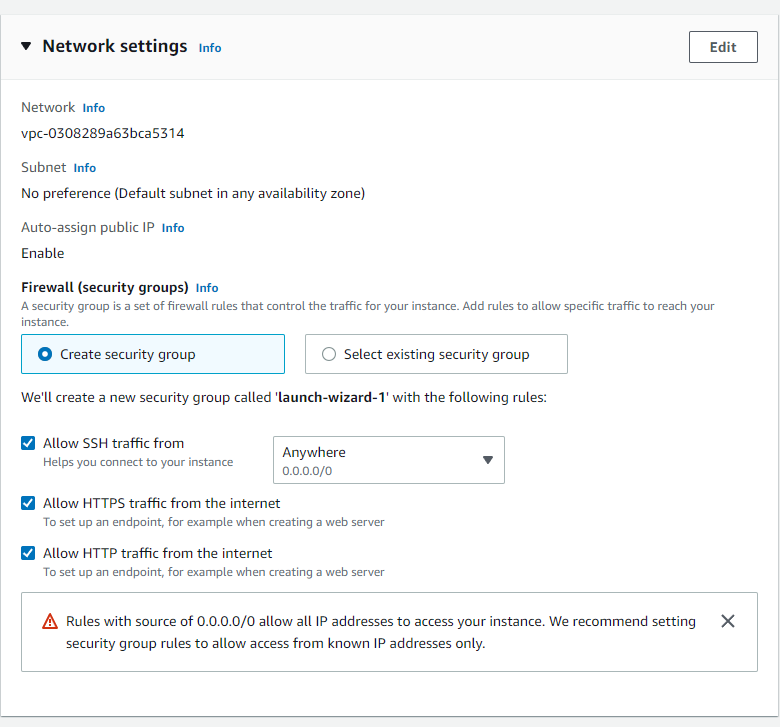 Network settings Info
Edit
Network Info
vpc-0308289a63bca5314
Subnet Info
No preference (Default subnet in any availability zone)
Auto-assign public IP Info
Enable
Firewall (security groups) Info
A security group is a set of firewall rules that control the traffic for your instance. Add rules to allow specific traffic to reach your
instance.
Create security group
Select existing security group
We'll create a new security group called 'launch-wizard-1' with the following rules:
Allow SSH traffic from
Helps you connect to your instance
Anywhere
0.0.0.0/0
Allow HTTPS traffic from the internet
To set up an endpoint, for example when creating a web server
Allow HTTP traffic from the internet
To set up an endpoint, for example when creating a web server
Rules with source of 0.0.0.0/0 allow all IP addresses to access your instance. We recommend setting
security group rules to allow access from known IP addresses only.